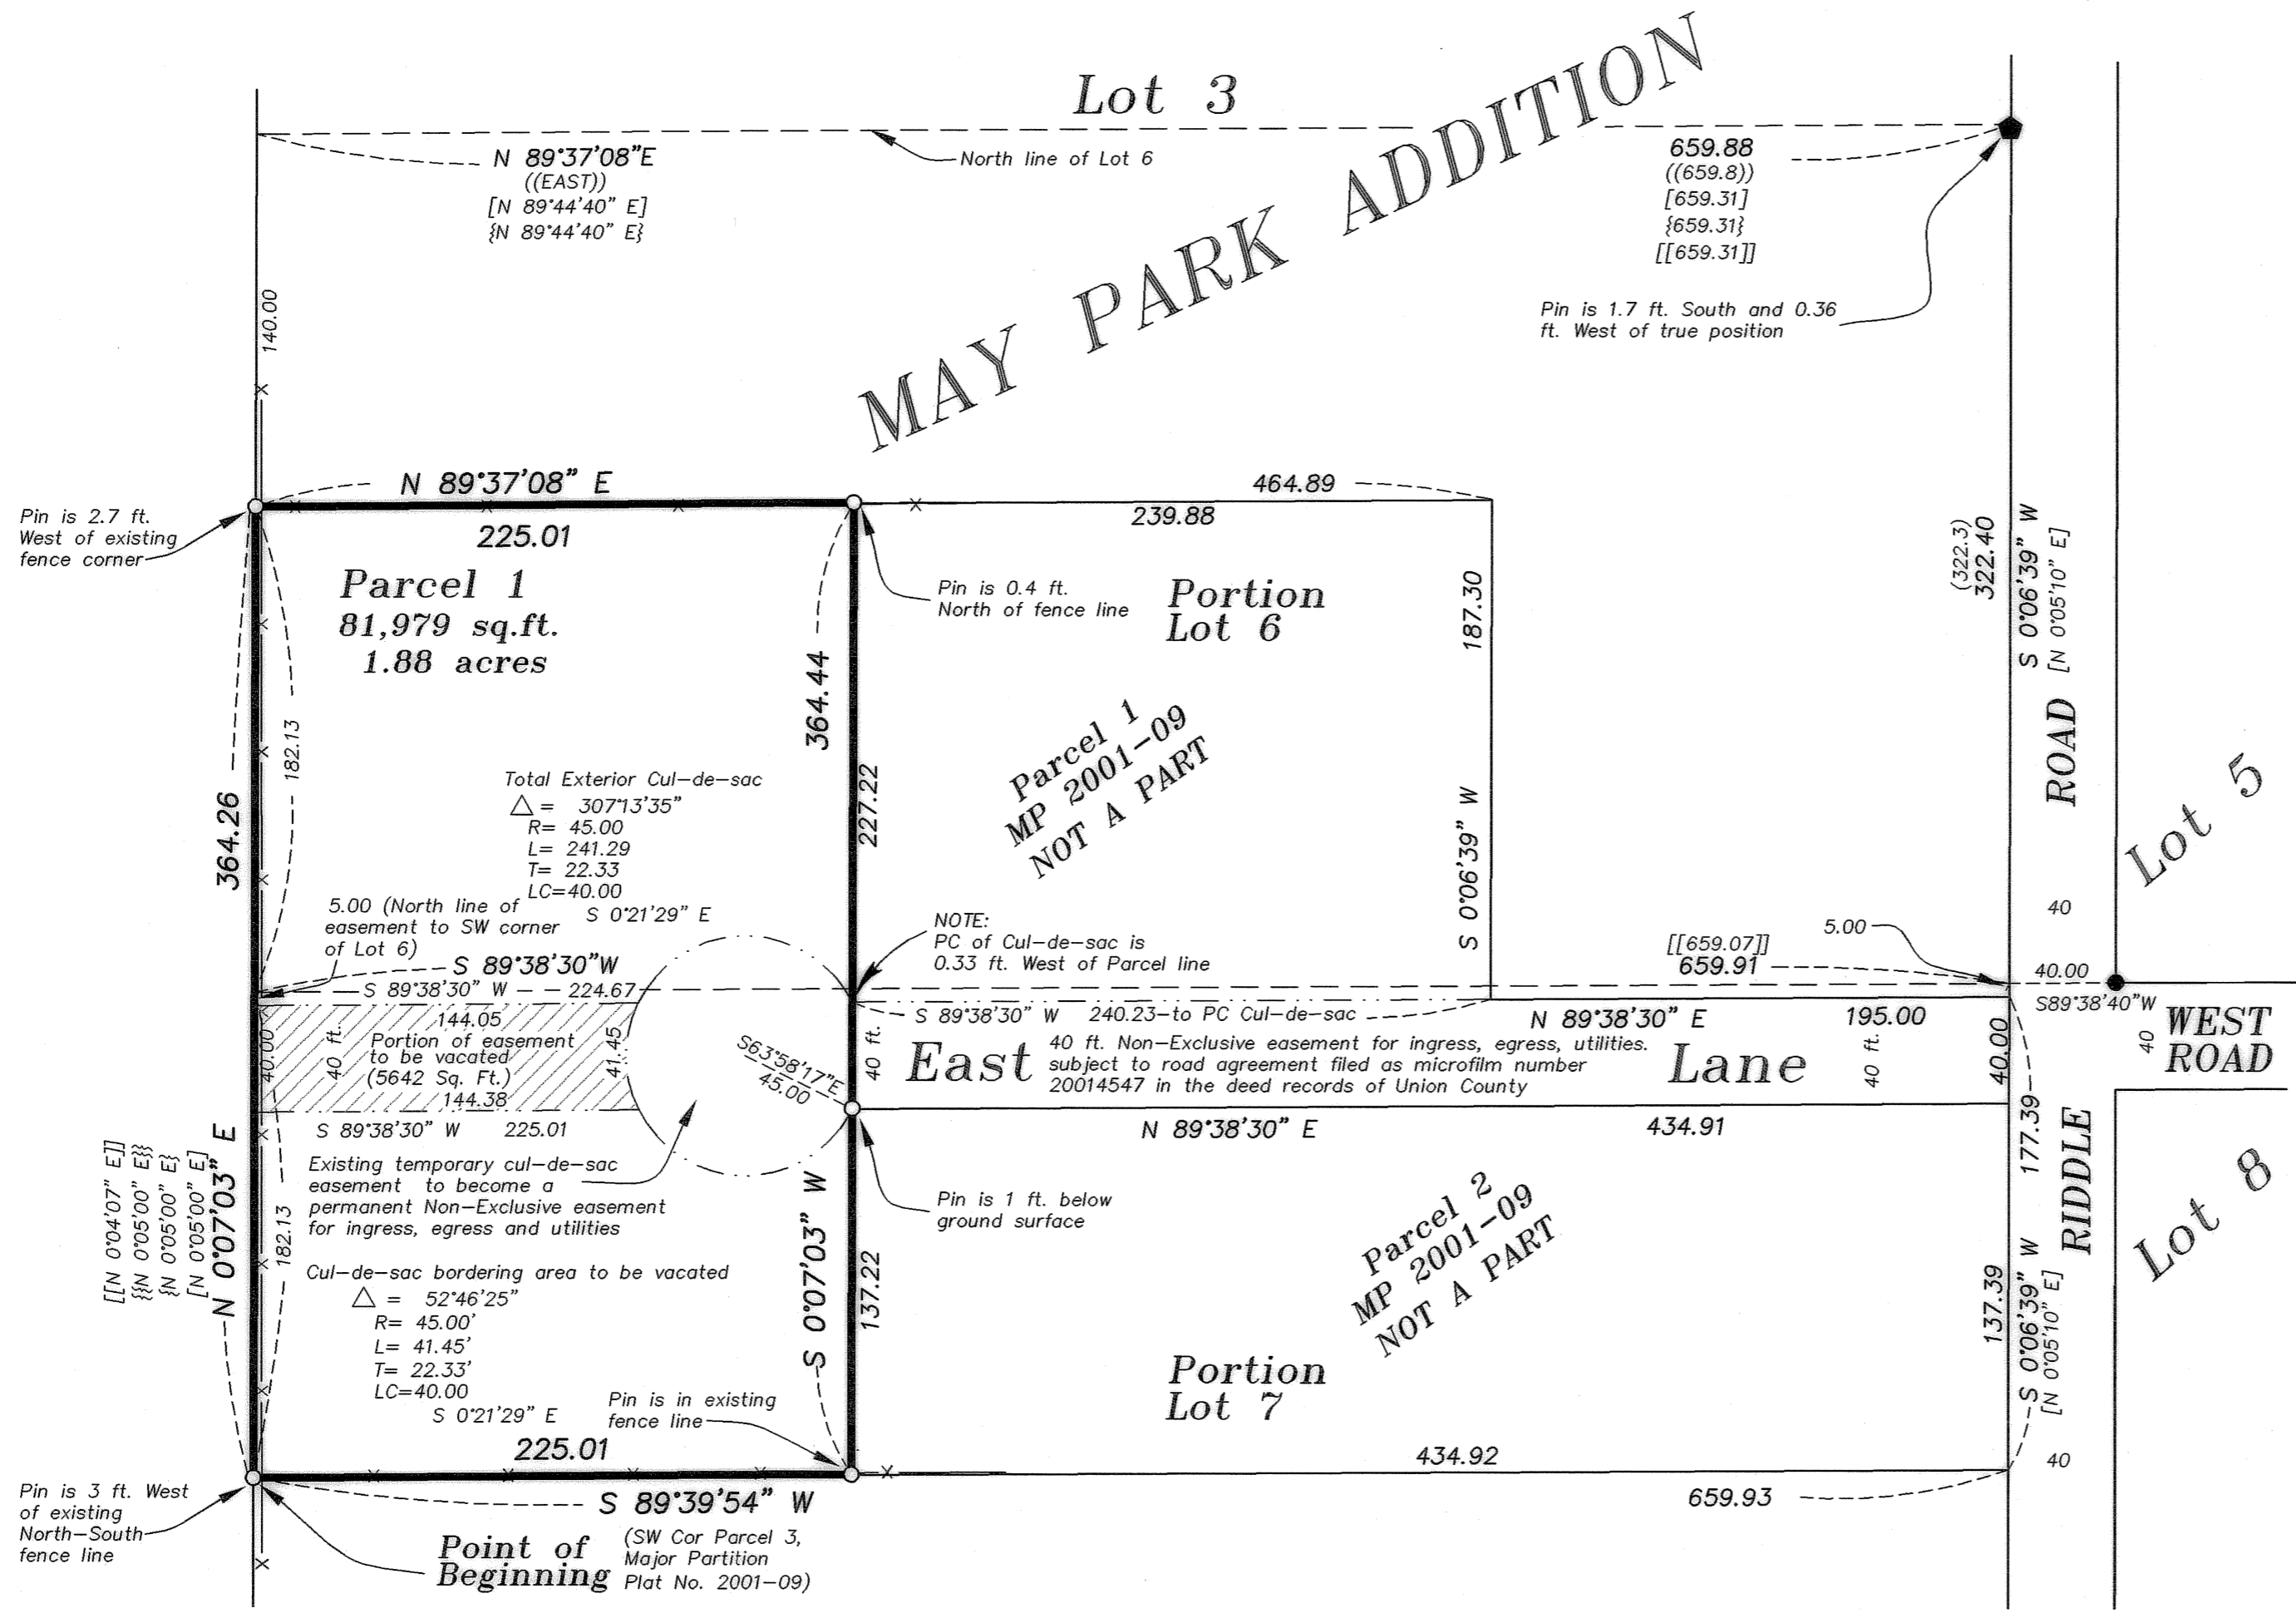 Lot 3
MAY PARK ADDITION
N 89°37'08"E
((EAST))
[N 89°44'40" E]
{N 89°44'40" E}
North line of Lot 6
659.88
((659.8))
[659.31]
{659.31}
[[659.31]]
Pin is 1.7 ft. South and 0.36
ft. West of true position
140.00
N 89°37'08" E
225.01
464.89
239.88
Pin is 2.7 ft.
West of existing
fence corner
Parcel 1
81,979 sq.ft.
1.88 acres
Pin is 0.4 ft.
North of fence line
Portion
Lot 6
187.30
S 0°06'39" W
(322.3)
322.40
S 0°06'39" W
[N 0°05'10" E]
364.26
182.13
364.44
227.22
Parcel 1
MP 2001-09
NOT A PART
ROAD
Lot 5
Total Exterior Cul-de-sac
△ = 307°13'35"
R= 45.00
L= 241.29
T= 22.33
LC=40.00
S 0°21'29" E
5.00 (North line of
easement to SW corner
of Lot 6)
NOTE:
PC of Cul-de-sac is
0.33 ft. West of Parcel line
[[659.07]]
659.91
5.00
40
40.00
S89°38'40"W
S 89°38'30"W
S 89°38'30" W
224.67
144.05
Portion of easement
to be vacated
(5642 Sq. Ft.)
144.38
40.00
40 ft.
41.45
S 89°38'30" W 225.01
S63°58'17"E
45.00
40 ft.
S 89°38'30" W 240.23-to PC Cul-de-sac
N 89°38'30" E
195.00
East
40 ft. Non-Exclusive easement for ingress, egress, utilities.
subject to road agreement filed as microfilm number
20014547 in the deed records of Union County
Lane
40 ft.
40.00
40
WEST
ROAD
N 89°38'30" E
434.91
177.39
RIDDLE
Lot 8
[[N 0°04'07" E]]
{{{N 0°05'00" E}}}
{N 0°05'00" E}
[N 0°05'00" E]
N 0°07'03" E
182.13
Existing temporary cul-de-sac
easement to become a
permanent Non-Exclusive easement
for ingress, egress and utilities
Pin is 1 ft. below
ground surface
S 0°07'03" W
137.22
Parcel 2
MP 2001-09
NOT A PART
Cul-de-sac bordering area to be vacated
△ = 52°46'25"
R= 45.00'
L= 41.45'
T= 22.33'
LC=40.00
S 0°21'29" E
Pin is in existing
fence line
Portion
Lot 7
137.39
S 0°06'39" W
[N 0°05'10" E]
40
225.01
434.92
S 89°39'54" W
659.93
Pin is 3 ft. West
of existing
North-South
fence line
Point of
Beginning
(SW Cor Parcel 3,
Major Partition
Plat No. 2001-09)